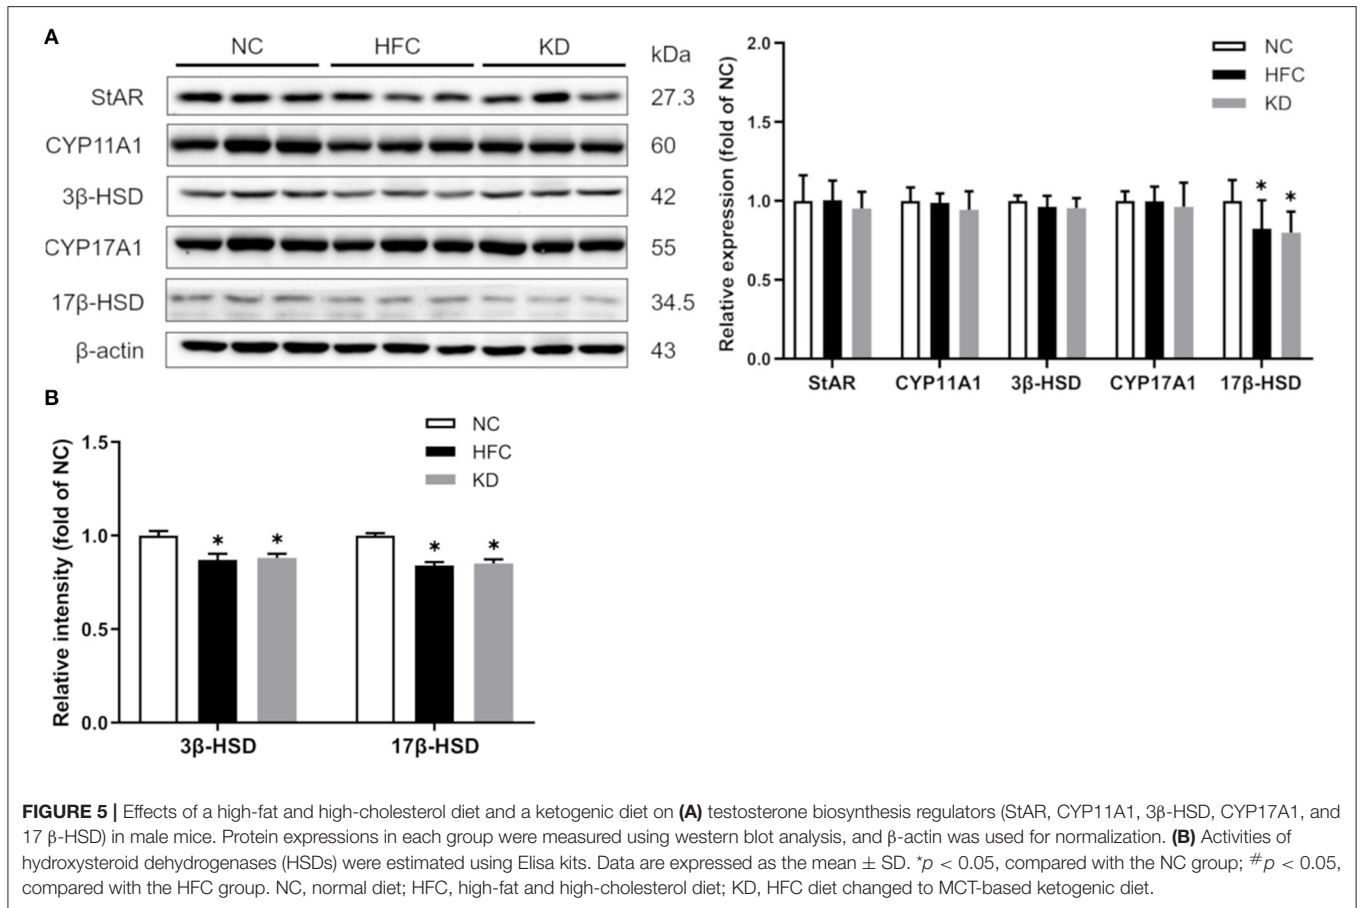 A
NC HFC KD kDa
StAR 27.3
CYP11A1 60
3β-HSD 42
CYP17A1 55
17β-HSD 34.5
β-actin 43
Relative expression (fold of NC)
2.0
1.5
1.0
0.5
0.0
NC
HFC
KD
* *
StAR CYP11A1 3β-HSD CYP17A1 17β-HSD
B
Relative intensity (fold of NC)
1.5
1.0
0.5
0.0
NC
HFC
KD
* * * *
3β-HSD 17β-HSD
FIGURE 5 | Effects of a high-fat and high-cholesterol diet and a ketogenic diet on (A) testosterone biosynthesis regulators (StAR, CYP11A1, 3β-HSD, CYP17A1, and
17 β-HSD) in male mice. Protein expressions in each group were measured using western blot analysis, and β-actin was used for normalization. (B) Activities of
hydroxysteroid dehydrogenases (HSDs) were estimated using Elisa kits. Data are expressed as the mean ± SD. *p < 0.05, compared with the NC group; #p < 0.05,
compared with the HFC group. NC, normal diet; HFC, high-fat and high-cholesterol diet; KD, HFC diet changed to MCT-based ketogenic diet.